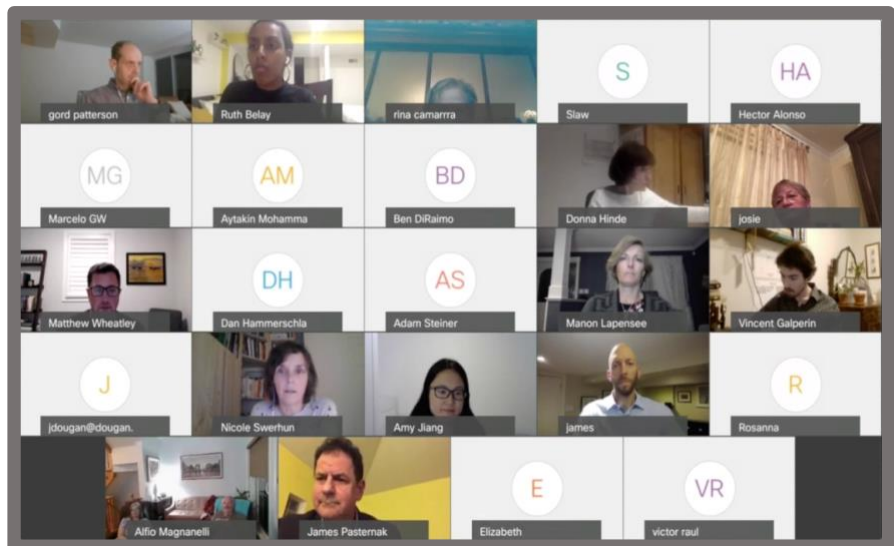 gord patterson
Ruth Belay
rina camarrra
S
Slaw
HA
Hector Alonso
MG
Marcelo GW
AM
Aytakin Mohamma
BD
Ben DiRaimo
Donna Hinde
josie
Matthew Wheatley
DH
Dan Hammerschla
AS
Adam Steiner
Manon Lapensee
Vincent Galperin
J
jdougan@dougan.
Nicole Swerhun
Amy Jiang
james
R
Rosanna
Alfio Magnanelli
James Pasternak
E
Elizabeth
VR
victor raul